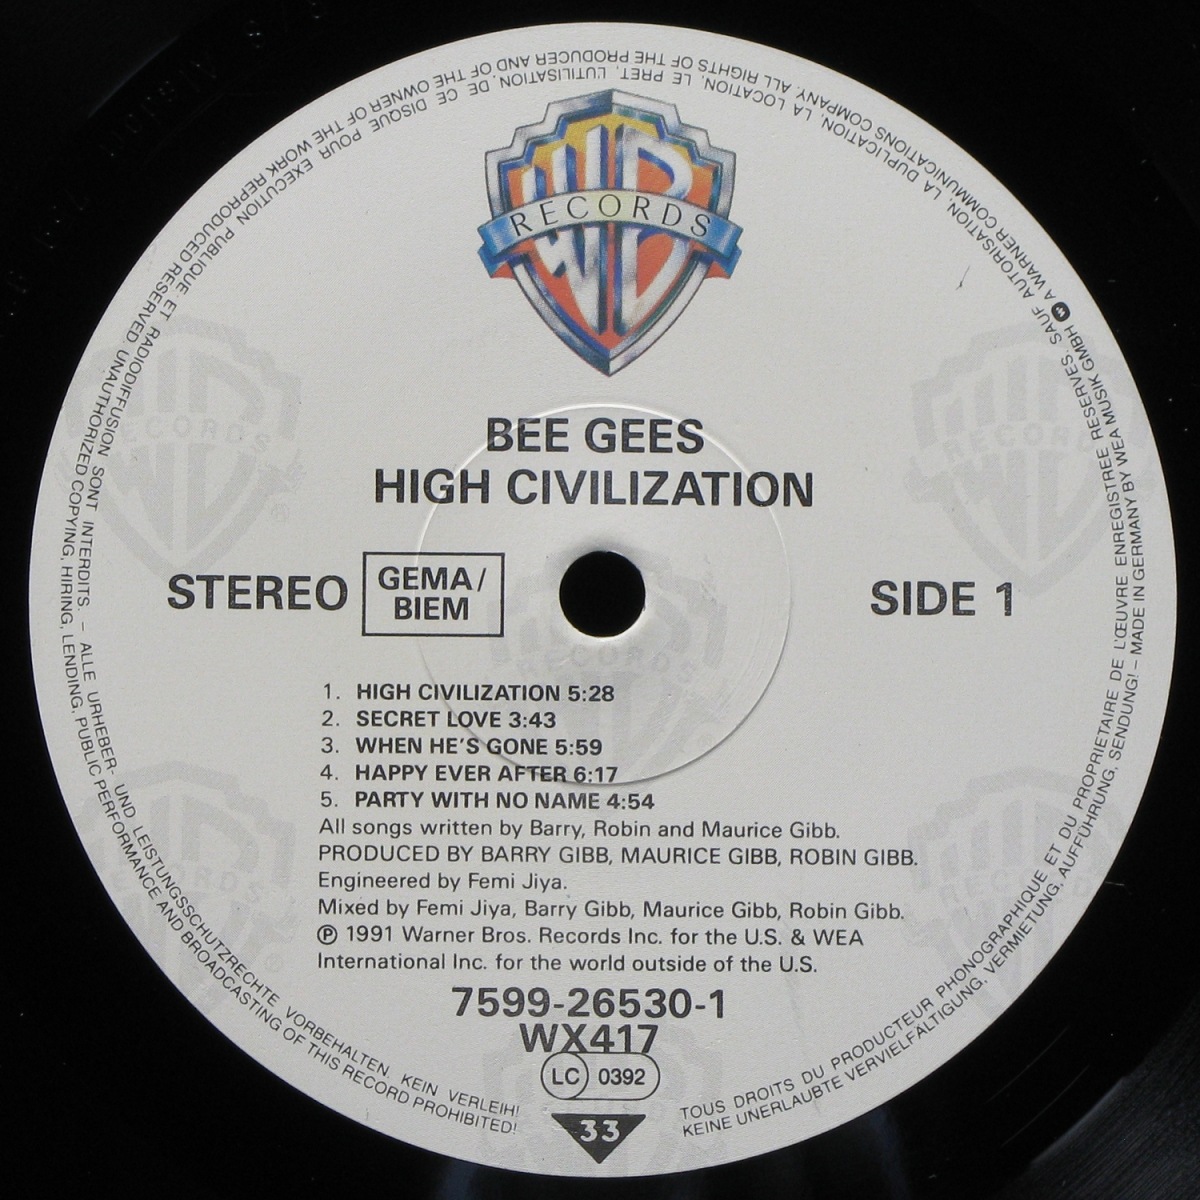 WB
RECORDS
BEE GEES
HIGH CIVILIZATION
STEREO
GEMA/
BIEM
SIDE 1
1. HIGH CIVILIZATION 5:28
2. SECRET LOVE 3:43
3. WHEN HE'S GONE 5:59
4. HAPPY EVER AFTER 6:17
5. PARTY WITH NO NAME 4:54
All songs written by Barry, Robin and Maurice Gibb.
PRODUCED BY BARRY GIBB, MAURICE GIBB, ROBIN GIBB.
Engineered by Femi Jiya.
Mixed by Femi Jiya, Barry Gibb, Maurice Gibb, Robin Gibb.
Ⓟ 1991 Warner Bros. Records Inc. for the U.S. & WEA
International Inc. for the world outside of the U.S.
7599-26530-1
WX417
LC 0392
33
TOUS DROITS DU PRODUCTEUR PHONOGRAPHIQUE ET DU PROPRIETAIRE DE L'ŒUVRE ENREGISTREE RESERVES. SAUF AUTORISATION, LA DUPLICATION, LA LOCATION, LE PRET, L'UTILISATION DE CE DISQUE POUR EXECUTION PUBLIQUE ET RADIODIFFUSION SONT INTERDITS. – ALLE URHEBER- UND LEISTUNGSSCHUTZRECHTE VORBEHALTEN. KEIN VERLEIH!
KEINE UNERLAUBTE VERVIELFÄLTIGUNG, VERMIETUNG, AUFFÜHRUNG, SENDUNG! – MADE IN GERMANY BY WEA MUSIK GMBH A WARNER COMMUNICATIONS COMPANY. ALL RIGHTS OF THE PRODUCER AND OF THE OWNER OF THE WORK REPRODUCED RESERVED UNAUTHORIZED COPYING, HIRING, LENDING, PUBLIC PERFORMANCE AND BROADCASTING OF THIS RECORD PROHIBITED!